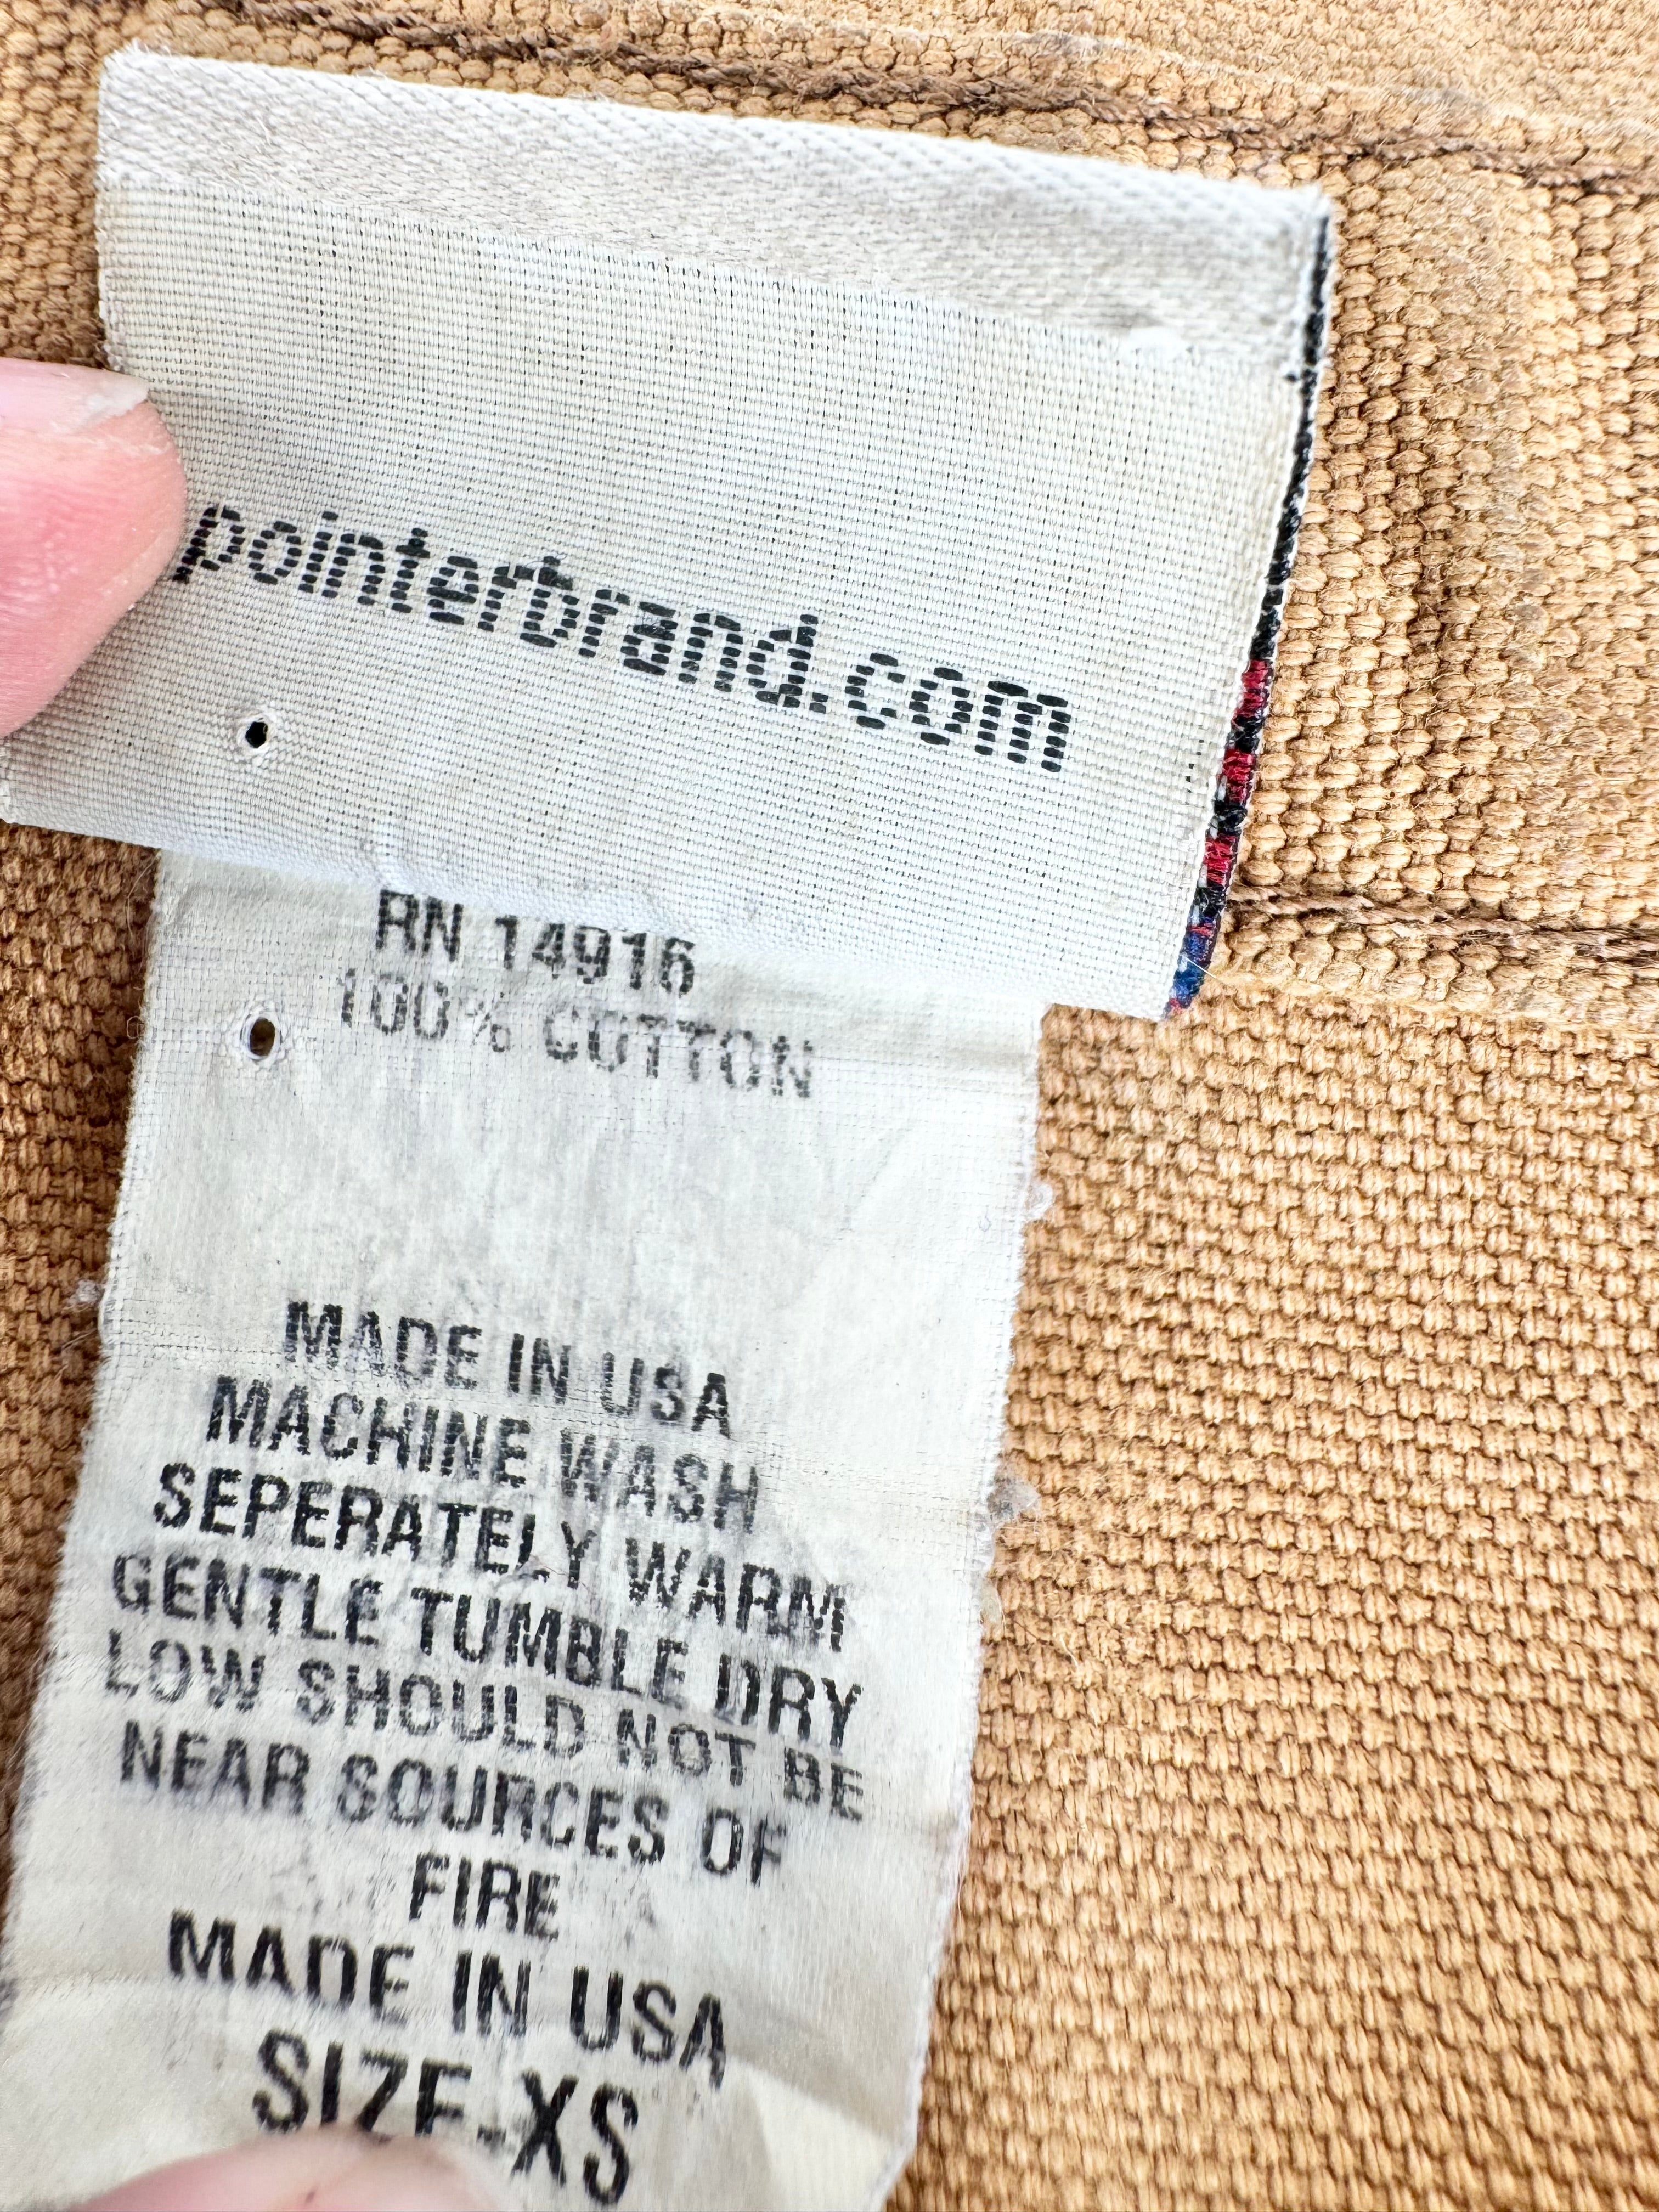 pointerbrand.com
RN 14916
100% COTTON
MADE IN USA
MACHINE WASH
SEPERATELY WARM
GENTLE TUMBLE DRY
LOW SHOULD NOT BE
NEAR SOURCES OF
FIRE
MADE IN USA
SIZE-XS